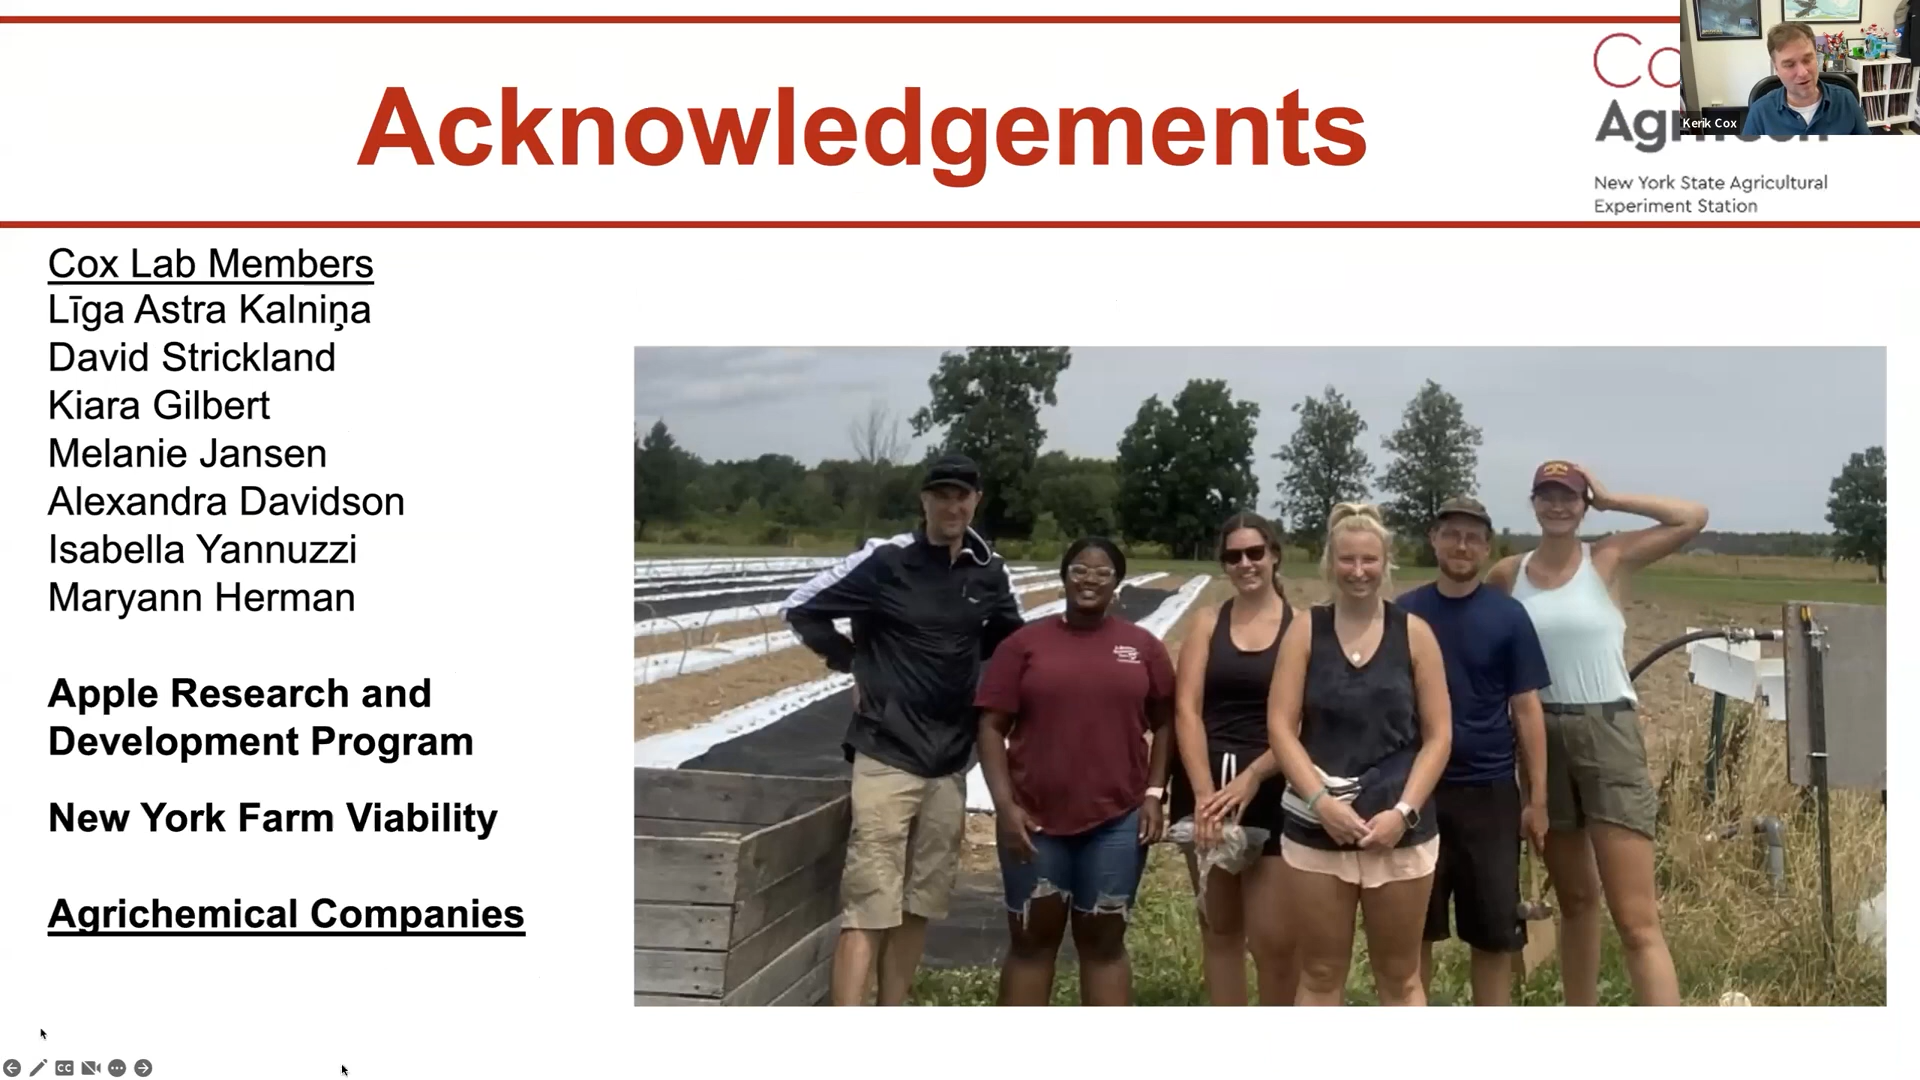 Acknowledgements
Co
Kerik Cox
New York State Agricultural
Experiment Station
Cox Lab Members
Līga Astra Kalniņa
David Strickland
Kiara Gilbert
Melanie Jansen
Alexandra Davidson
Isabella Yannuzzi
Maryann Herman
Apple Research and
Development Program
New York Farm Viability
Agrichemical Companies
CC